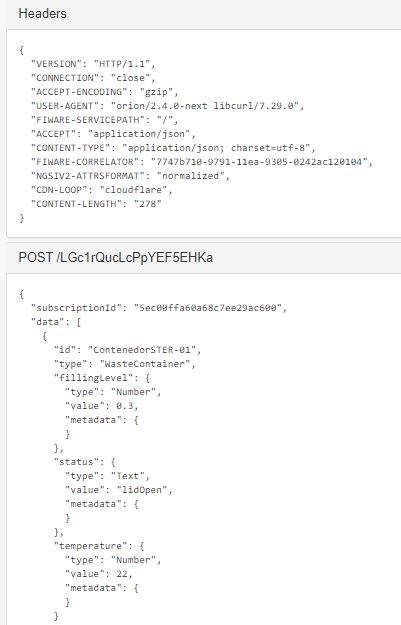 Headers
{
"VERSION": "HTTP/1.1",
"CONNECTION": "close",
"ACCEPT-ENCODING": "gzip",
"USER-AGENT": "orion/2.4.0-next libcurl/7.29.0",
"FIWARE-SERVICEPATH": "/",
"ACCEPT": "application/json",
"CONTENT-TYPE": "application/json; charset=utf-8",
"FIWARE-CORRELATOR": "7747b710-9791-11ea-9305-0242ac120104",
"NGSIV2-ATTRSFORMAT": "normalized",
"CDN-LOOP": "cloudflare",
"CONTENT-LENGTH": "278"
}
POST /LGc1rQucLcPpYEF5EHKa
{
"subscriptionId": "5ec00ffa60a68c7ee29ac600",
"data": [
{
"id": "ContenedorSTER-01",
"type": "WasteContainer",
"fillingLevel": {
"type": "Number",
"value": 0.3,
"metadata": {
}
},
"status": {
"type": "Text",
"value": "lidOpen",
"metadata": {
}
},
"temperature": {
"type": "Number",
"value": 22,
"metadata": {
}
}